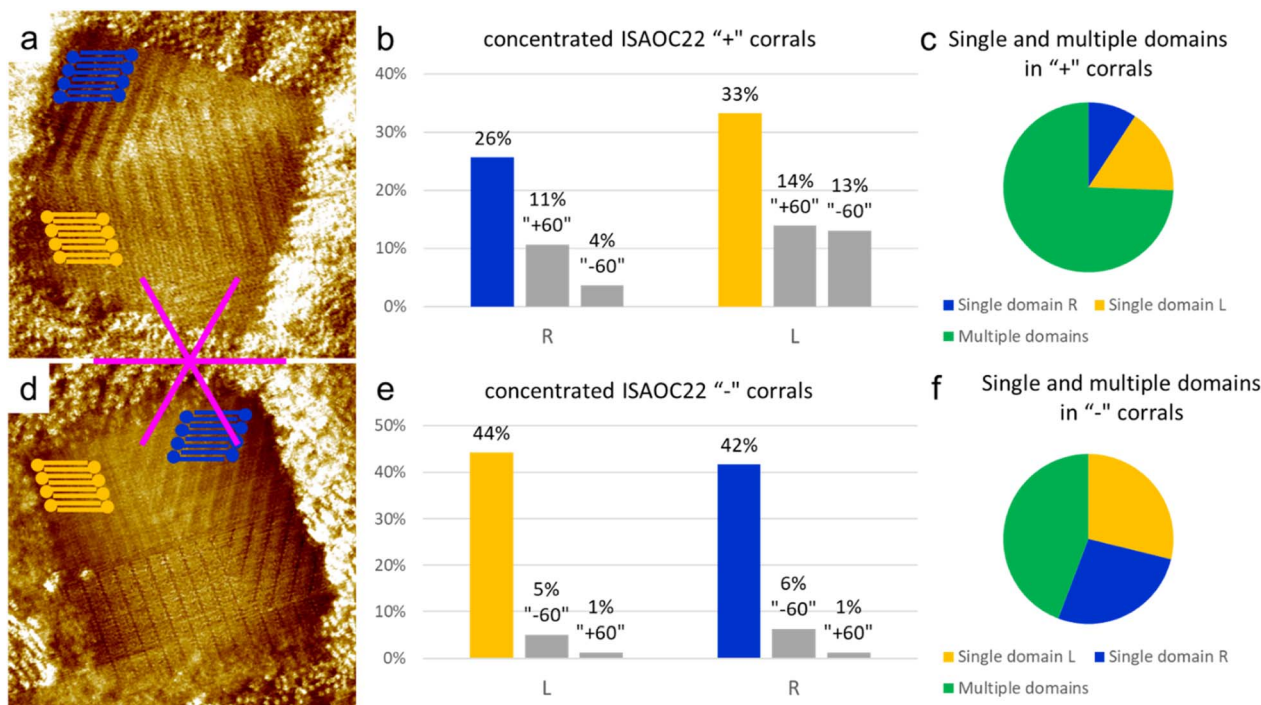 a
b
concentrated ISAOC22 “+" corrals
40%
30%
20%
10%
0%
26%
11%
"+60"
4%
"-60"
33%
14%
"+60"
13%
"-60"
R
L
c
Single and multiple domains
in “+" corrals
Single domain R
Single domain L
Multiple domains
d
e
concentrated ISAOC22 “-" corrals
50%
40%
30%
20%
10%
0%
44%
5%
"-60"
1%
"+60"
42%
6%
"-60"
1%
"+60"
L
R
f
Single and multiple domains
in “-" corrals
Single domain L
Single domain R
Multiple domains